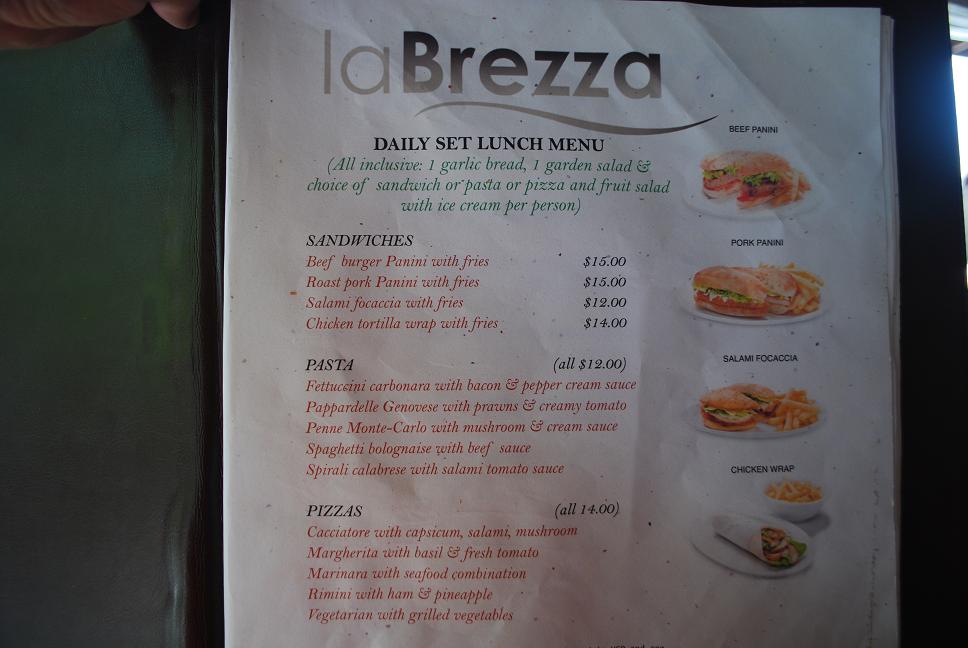 laBrezza
DAILY SET LUNCH MENU
(All inclusive: 1 garlic bread, 1 garden salad &
choice of sandwich or pasta or pizza and fruit salad
with ice cream per person)
SANDWICHES
Beef burger Panini with fries $15.00
Roast pork Panini with fries $15.00
Salami focaccia with fries $12.00
Chicken tortilla wrap with fries $14.00
PASTA (all $12.00)
Fettuccini carbonara with bacon & pepper cream sauce
Pappardelle Genovese with prawns & creamy tomato
Penne Monte-Carlo with mushroom & cream sauce
Spaghetti bolognaise with beef sauce
Spirali calabrese with salami tomato sauce
PIZZAS (all 14.00)
Cacciatore with capsicum, salami, mushroom
Margherita with basil & fresh tomato
Marinara with seafood combination
Rimini with ham & pineapple
Vegetarian with grilled vegetables
BEEF PANINI
PORK PANINI
SALAMI FOCACCIA
CHICKEN WRAP